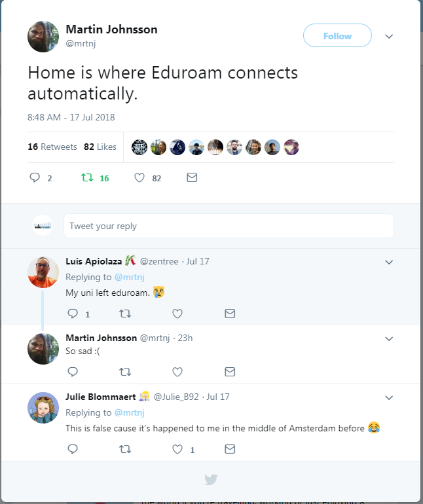 Martin Johnsson
@mrtnj
Follow
Home is where Eduroam connects
automatically.
8:48 AM - 17 Jul 2018
16 Retweets 82 Likes
2 16 82
Tweet your reply
Luis Apiolaza @zentree · Jul 17
Replying to @mrtnj
My uni left eduroam. 😿
1
Martin Johnsson @mrtnj · 23h
So sad :(
Julie Blommaert @Julie_B92 · Jul 17
Replying to @mrtnj
This is false cause it's happened to me in the middle of Amsterdam before 😂
1